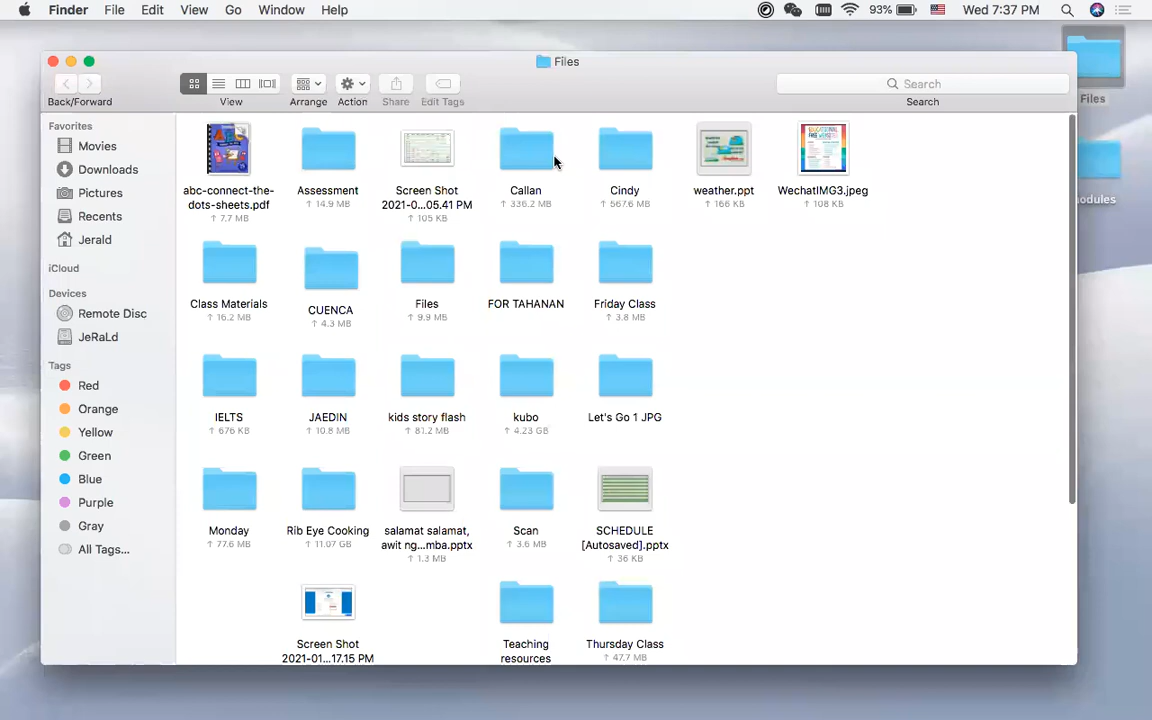 Finder File Edit View Go Window Help 93% Wed 7:37 PM
Files
Back/Forward View Arrange Action Share Edit Tags Search
Search
Favorites
Movies
Downloads
Pictures
Recents
Jerald
iCloud
Devices
Remote Disc
JeRaLd
Tags
Red
Orange
Yellow
Green
Blue
Purple
Gray
All Tags...
abc-connect-the-
dots-sheets.pdf
7.7 MB
Assessment
14.9 MB
Screen Shot
2021-0...05.41 PM
105 KB
Callan
336.2 MB
Cindy
567.6 MB
weather.ppt
166 KB
WechatIMG3.jpeg
108 KB
Class Materials
16.2 MB
CUENCA
4.3 MB
Files
9.9 MB
FOR TAHANAN
Friday Class
3.8 MB
IELTS
676 KB
JAEDIN
10.8 MB
kids story flash
81.2 MB
kubo
4.23 GB
Let's Go 1 JPG
Monday
77.6 MB
Rib Eye Cooking
11.07 GB
salamat salamat,
awit ng...mba.pptx
1.3 MB
Scan
3.6 MB
SCHEDULE
[Autosaved].pptx
36 KB
Screen Shot
2021-01...17.15 PM
Teaching
resources
Thursday Class
47.7 MB
Files
odules